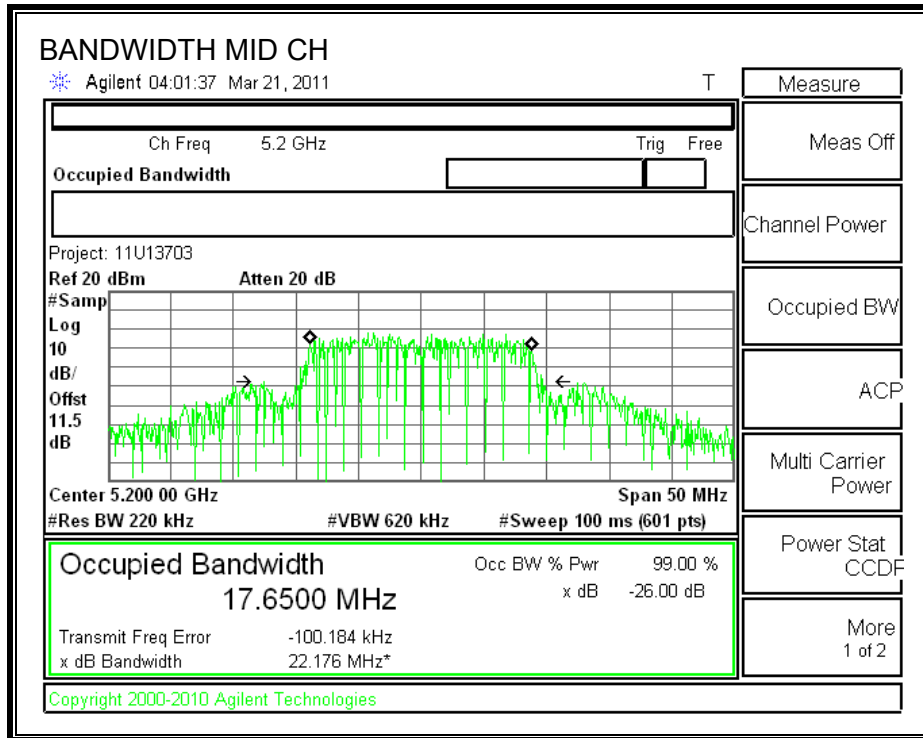 BANDWIDTH MID CH
Agilent 04:01:37 Mar 21, 2011 T
Measure
Ch Freq 5.2 GHz Trig Free
Meas Off
Occupied Bandwidth
Channel Power
Project: 11U13703
Ref 20 dBm Atten 20 dB
#Samp
Log
10
dB/
Offst
11.5
dB
Occupied BW
ACP
Multi Carrier
Power
Center 5.200 00 GHz Span 50 MHz
#Res BW 220 kHz #VBW 620 kHz #Sweep 100 ms (601 pts)
Power Stat
CCDF
Occupied Bandwidth
17.6500 MHz
Occ BW % Pwr 99.00 %
x dB -26.00 dB
Transmit Freq Error -100.184 kHz
x dB Bandwidth 22.176 MHz*
More
1 of 2
Copyright 2000-2010 Agilent Technologies